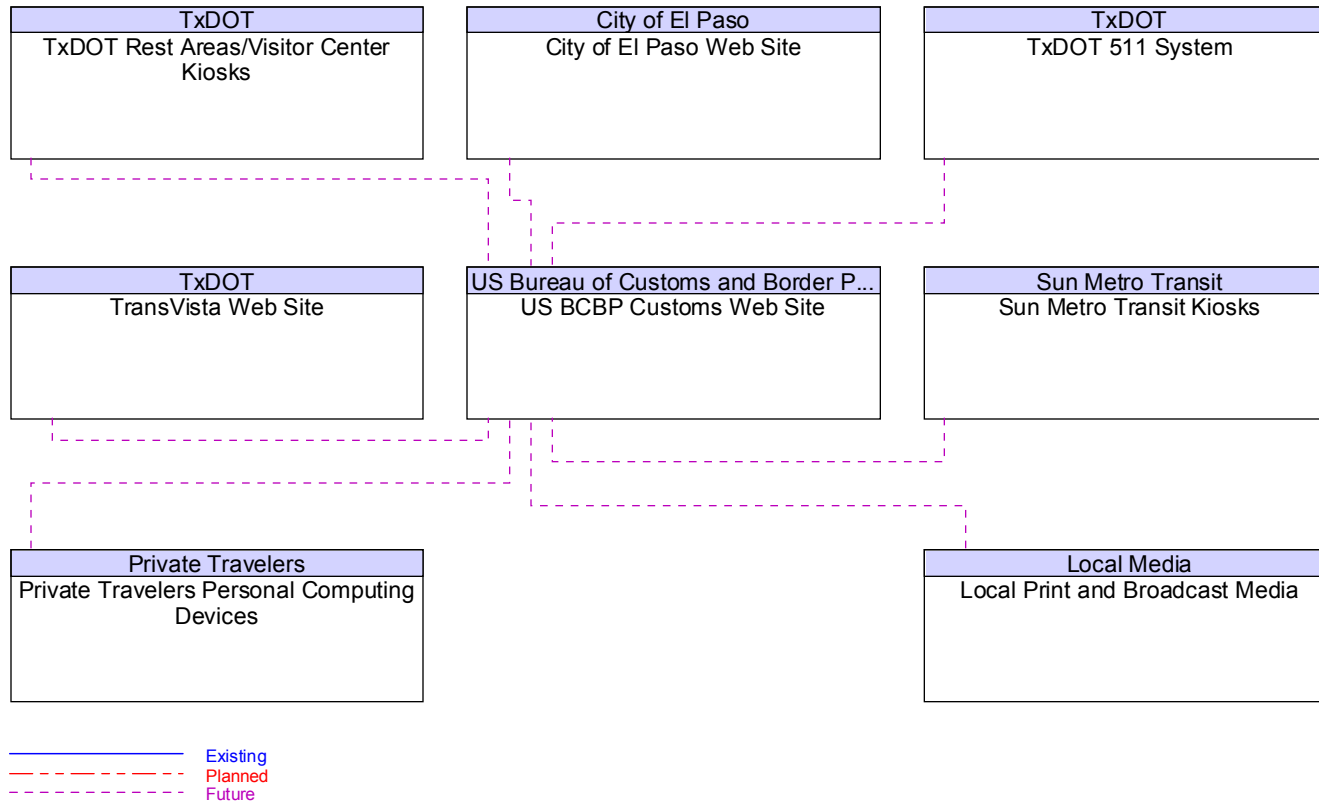 TxDOT
TxDOT Rest Areas/Visitor Center
Kiosks
City of El Paso
City of El Paso Web Site
TxDOT
TxDOT 511 System
TxDOT
TransVista Web Site
US Bureau of Customs and Border P...
US BCBP Customs Web Site
Sun Metro Transit
Sun Metro Transit Kiosks
Private Travelers
Private Travelers Personal Computing
Devices
Local Media
Local Print and Broadcast Media
Existing
Planned
Future